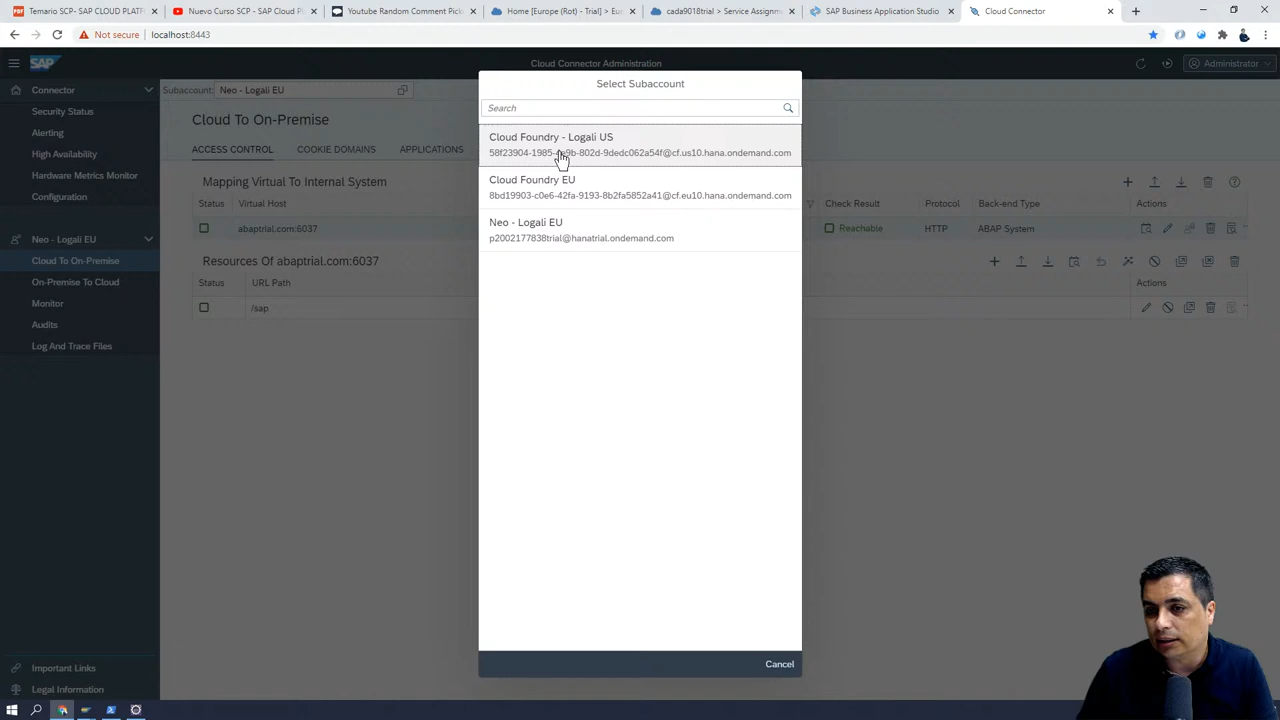 Temario SCP- SAP CLOUD PLATF
Nuevo Curso SCP - SAP Cloud Pl
Youtube Random Comment Pick
Home [Europe (Rot) - Trial] > Eur
cada9018trial > Service Assignm
SAP Business Application Studio
Cloud Connector
Not secure
localhost:8443
SAP
Cloud Connector Administration
Administrator
Connector
Security Status
Alerting
High Availability
Hardware Metrics Monitor
Configuration
Neo - Logali EU
Cloud To On-Premise
On-Premise To Cloud
Monitor
Audits
Log And Trace Files
Important Links
Legal Information
Subaccount:
Neo - Logali EU
Cloud To On-Premise
ACCESS CONTROL
COOKIE DOMAINS
APPLICATIONS
Mapping Virtual To Internal System
Status
Virtual Host
Check Result
Protocol
Back-end Type
Actions
abaptrial.com:6037
Reachable
HTTP
ABAP System
Resources Of abaptrial.com:6037
Status
URL Path
Actions
/sap
Select Subaccount
Search
Cloud Foundry - Logali US
Cloud Foundry EU
8bd19903-c0e6-42fa-9193-8b2fa5852a41@cf.eu10.hana.ondemand.com
Neo - Logali EU
p2002177838trial@hanatrial.ondemand.com
Cancel